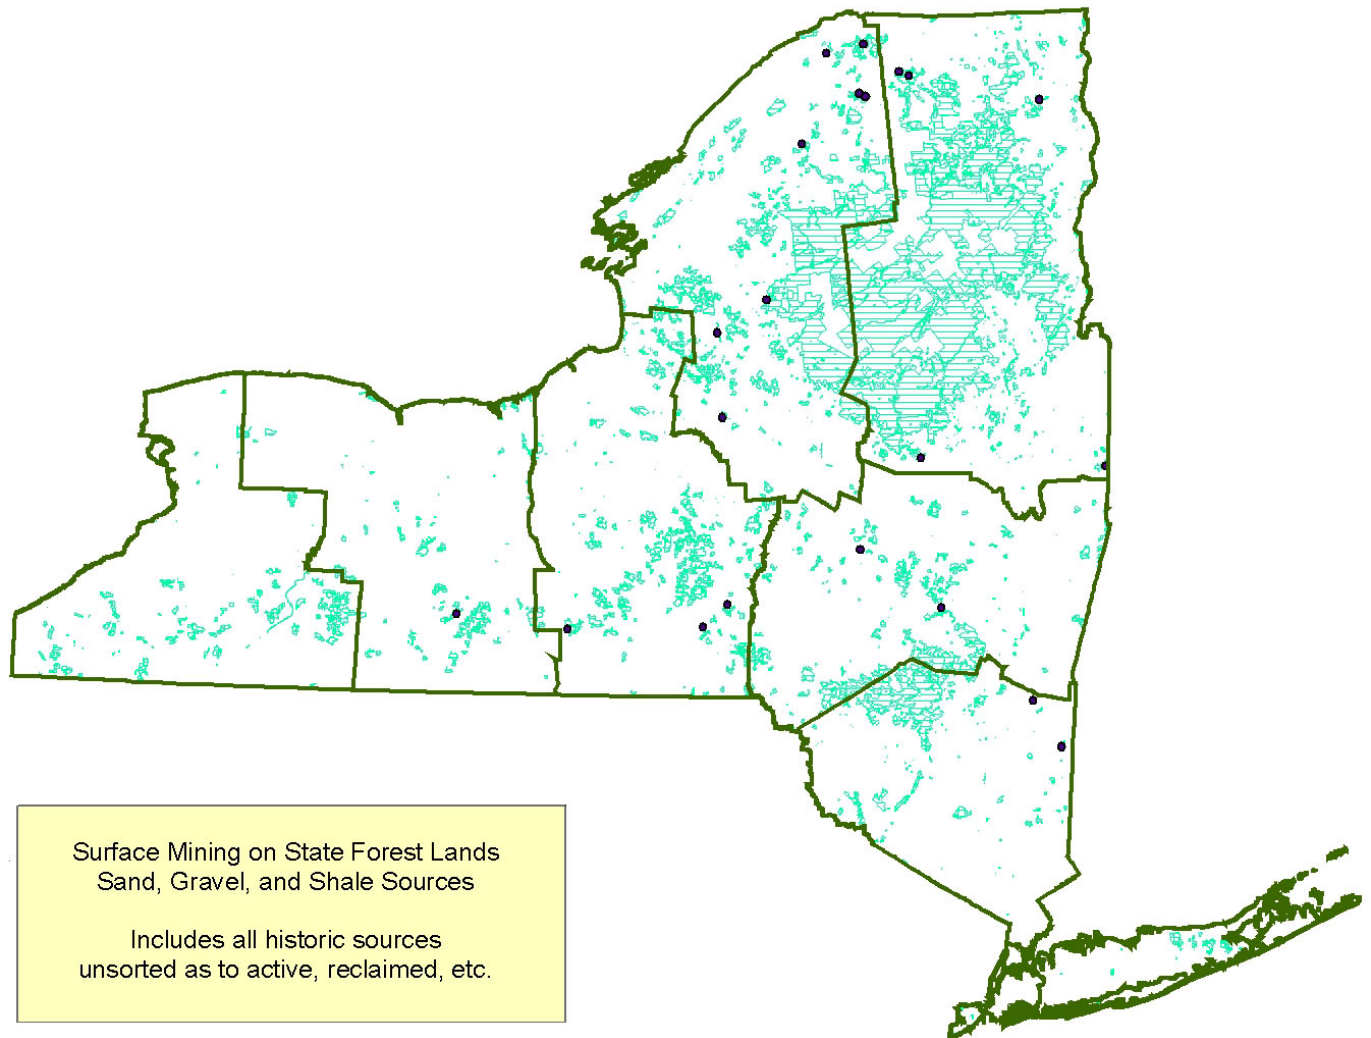 Surface Mining on State Forest Lands
Sand, Gravel, and Shale Sources
Includes all historic sources
unsorted as to active, reclaimed, etc.